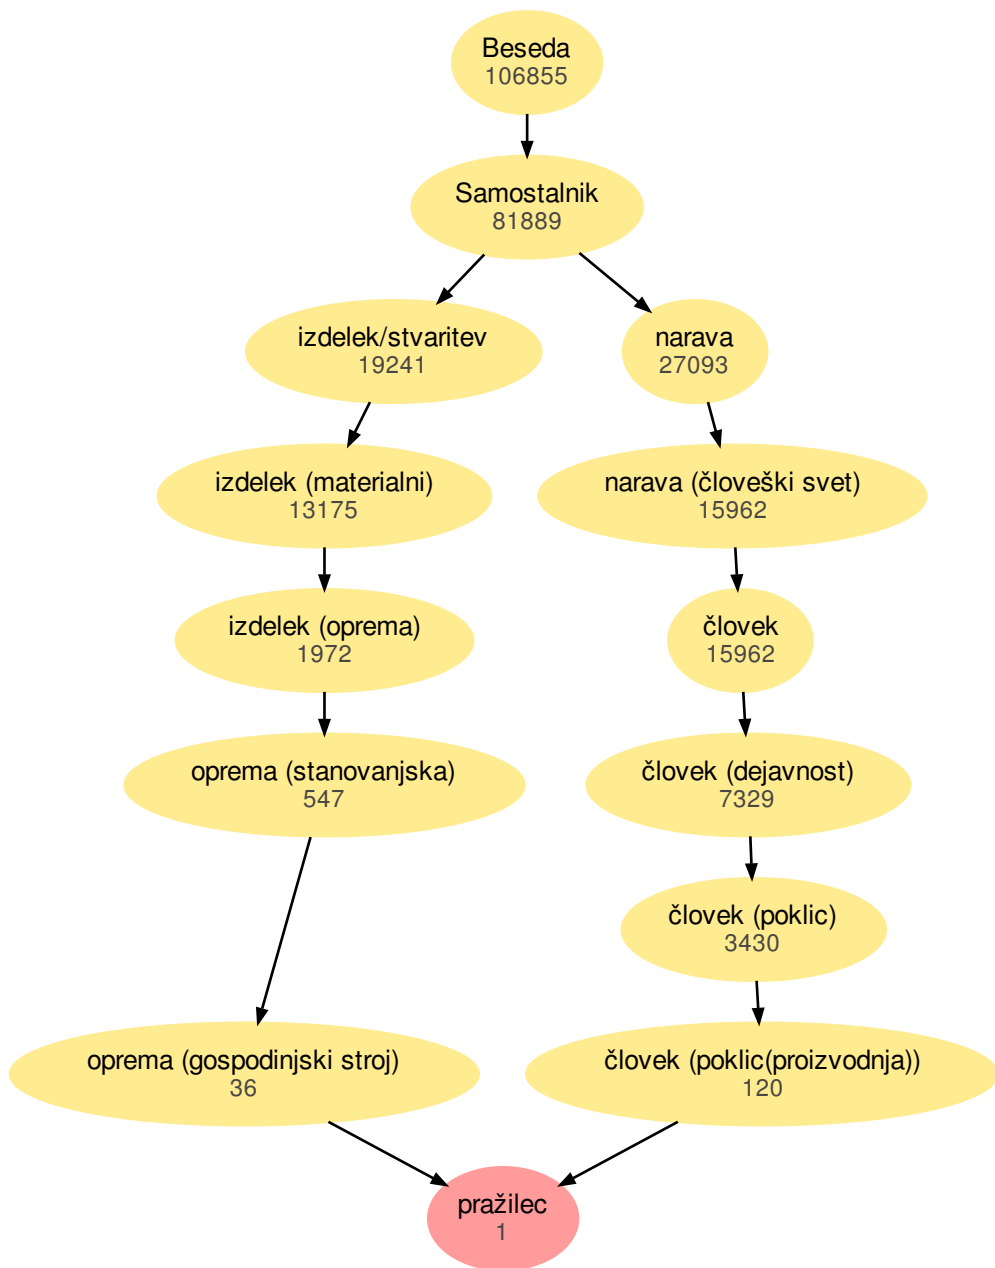 Beseda
106855
Samostalnik
81889
izdelek/stvaritev
19241
narava
27093
izdelek (materialni)
13175
narava (človeški svet)
15962
izdelek (oprema)
1972
človek
15962
oprema (stanovanjska)
547
človek (dejavnost)
7329
človek (poklic)
3430
oprema (gospodinjski stroj)
36
človek (poklic(proizvodnja))
120
pražilec
1